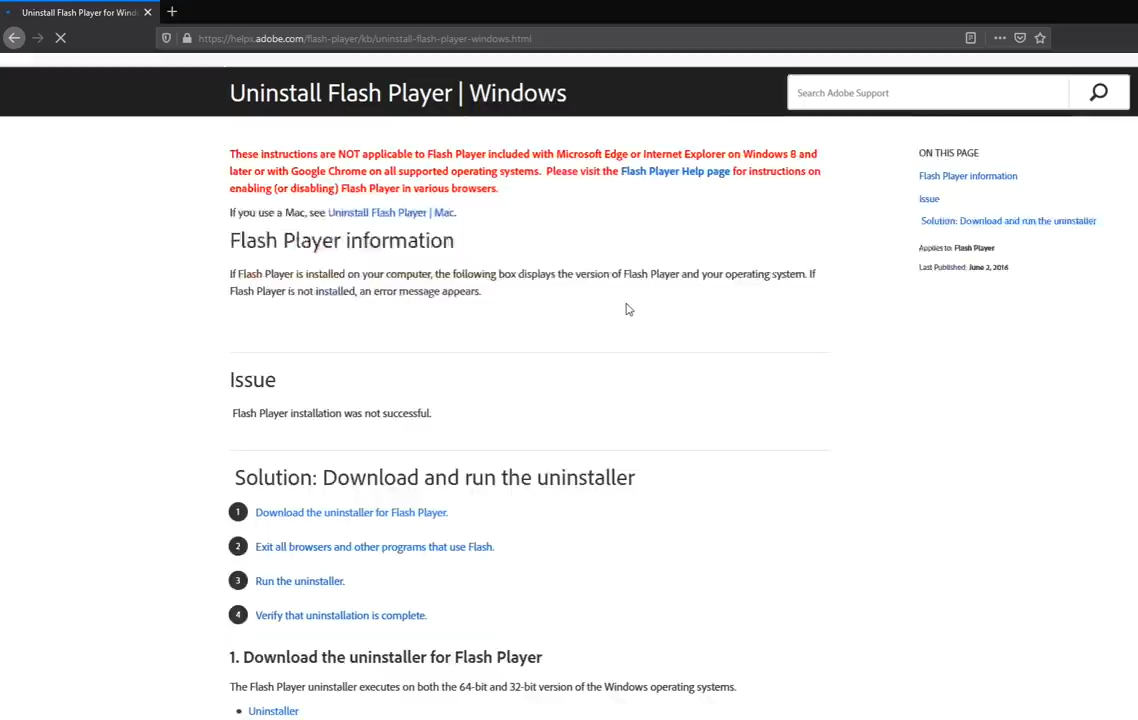 Uninstall Flash Player for Wind
https://helpx.adobe.com/flash-player/kb/uninstall-flash-player-windows.html
Uninstall Flash Player | Windows
Search Adobe Support
These instructions are NOT applicable to Flash Player included with Microsoft Edge or Internet Explorer on Windows 8 and
later or with Google Chrome on all supported operating systems. Please visit the Flash Player Help page for instructions on
enabling (or disabling) Flash Player in various browsers.
If you use a Mac, see Uninstall Flash Player | Mac.
Flash Player information
If Flash Player is installed on your computer, the following box displays the version of Flash Player and your operating system. If
Flash Player is not installed, an error message appears.
Issue
Flash Player installation was not successful.
Solution: Download and run the uninstaller
1 Download the uninstaller for Flash Player.
2 Exit all browsers and other programs that use Flash.
3 Run the uninstaller.
4 Verify that uninstallation is complete.
1. Download the uninstaller for Flash Player
The Flash Player uninstaller executes on both the 64-bit and 32-bit version of the Windows operating systems.
• Uninstaller
ON THIS PAGE
Flash Player information
Issue
Solution: Download and run the uninstaller
Applies to: Flash Player
Last Published: June 2, 2016